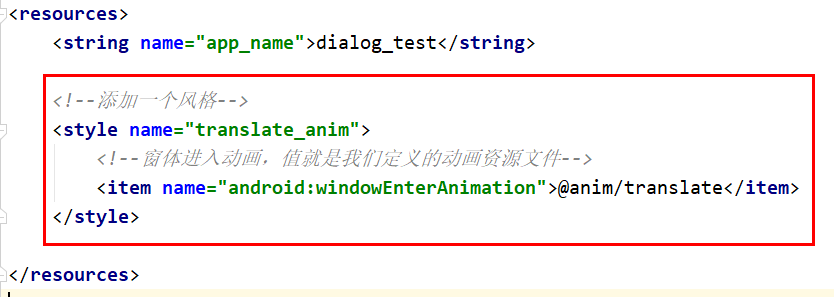 <resources>
<string name="app_name">dialog_test</string>
<!--添加一个风格-->
<style name="translate_anim">
<!--窗体进入动画，值就是我们定义的动画资源文件-->
<item name="android:windowEnterAnimation">@anim/translate</item>
</style>
</resources>